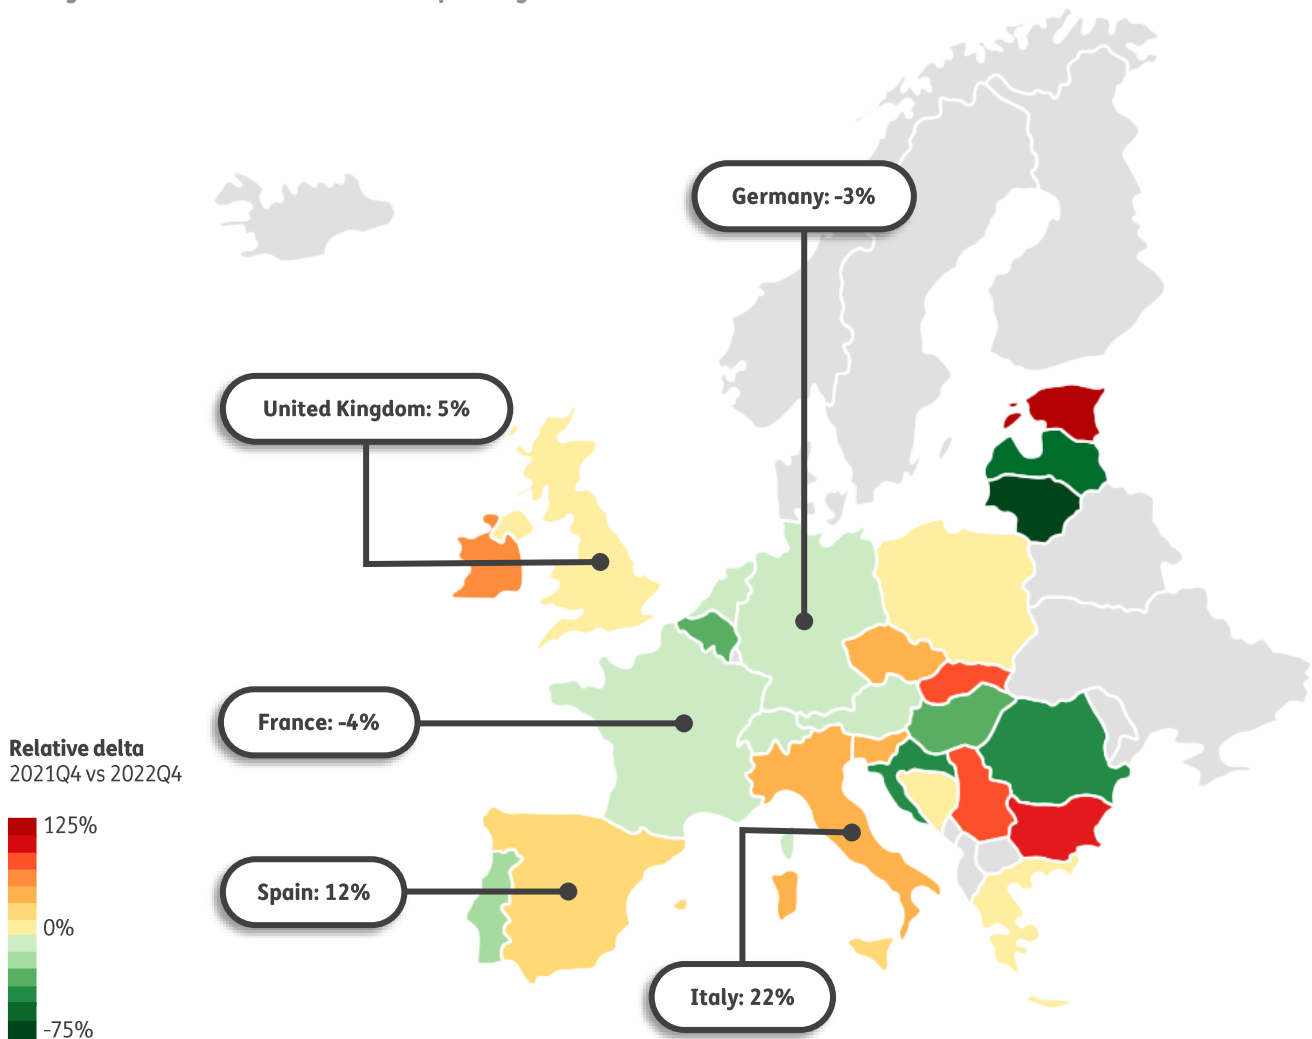 Germany: -3%
United Kingdom: 5%
France: -4%
Relative delta
2021Q4 vs 2022Q4
125%
0%
-75%
Spain: 12%
Italy: 22%